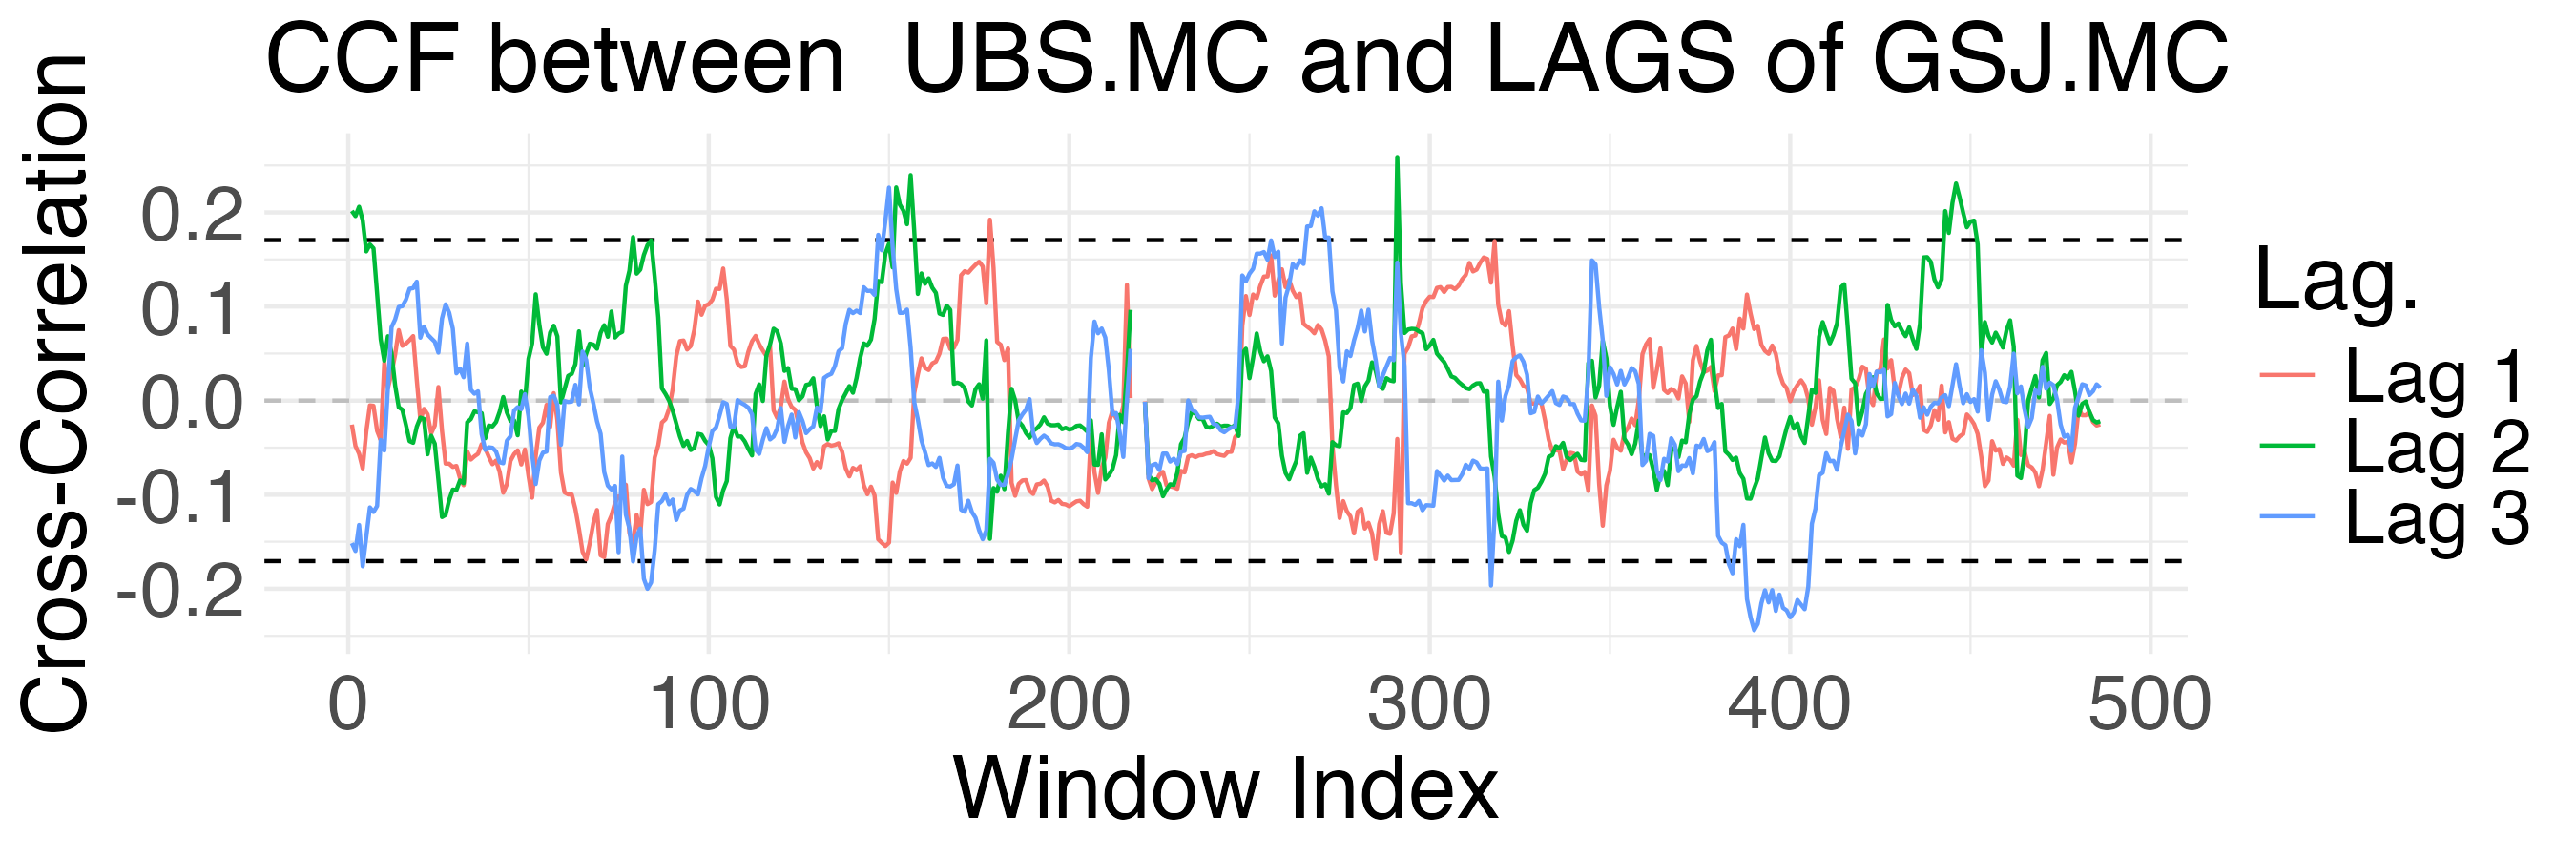 CCF between  UBS.MC and LAGS of GSJ.MC
Cross-Correlation
0.2
0.1
0.0
-0.1
-0.2
0 100 200 300 400 500
Window Index
Lag.
Lag 1
Lag 2
Lag 3